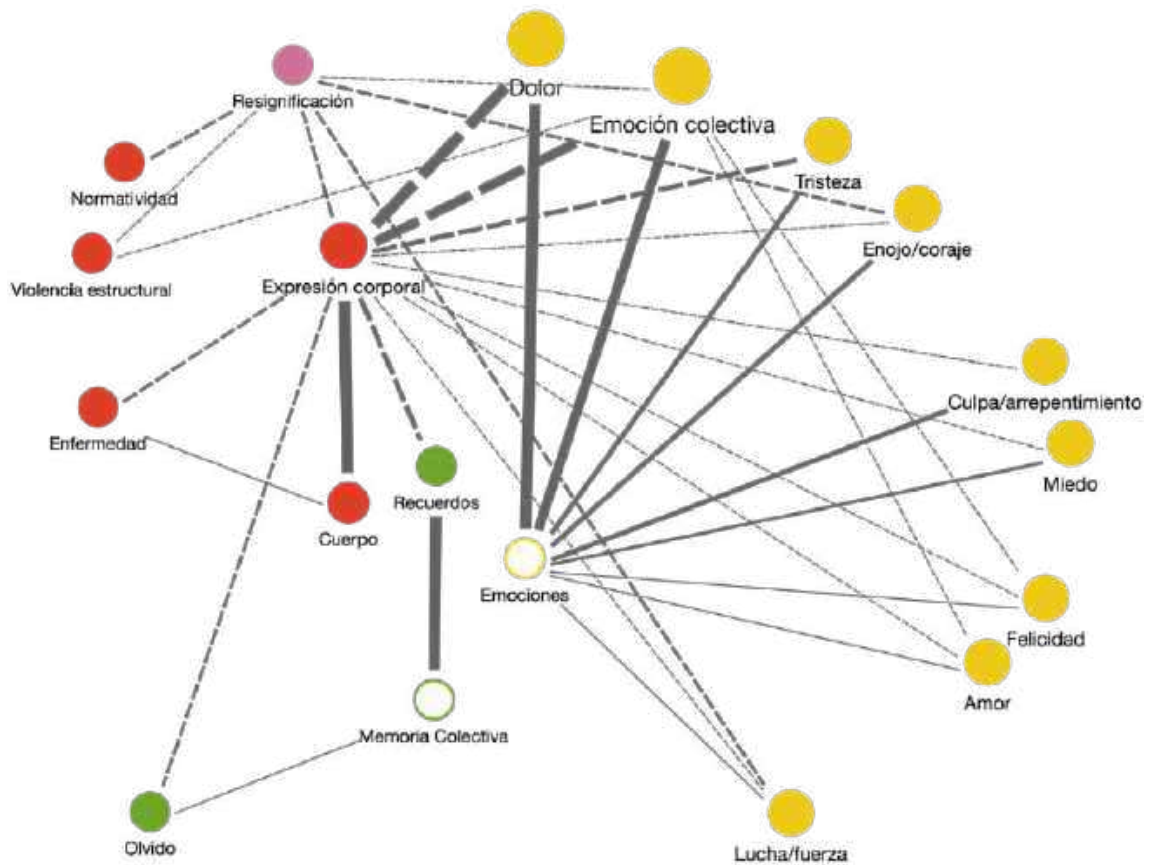 Dolor
Resignificación
Emoción colectiva
Tristeza
Normatividad
Enojo/coraje
Violencia estructural
Expresión corporal
Culpa/arrepentimiento
Enfermedad
Miedo
Recuerdos
Cuerpo
Emociones
Felicidad
Amor
Memoria Colectiva
Olvido
Lucha/fuerza